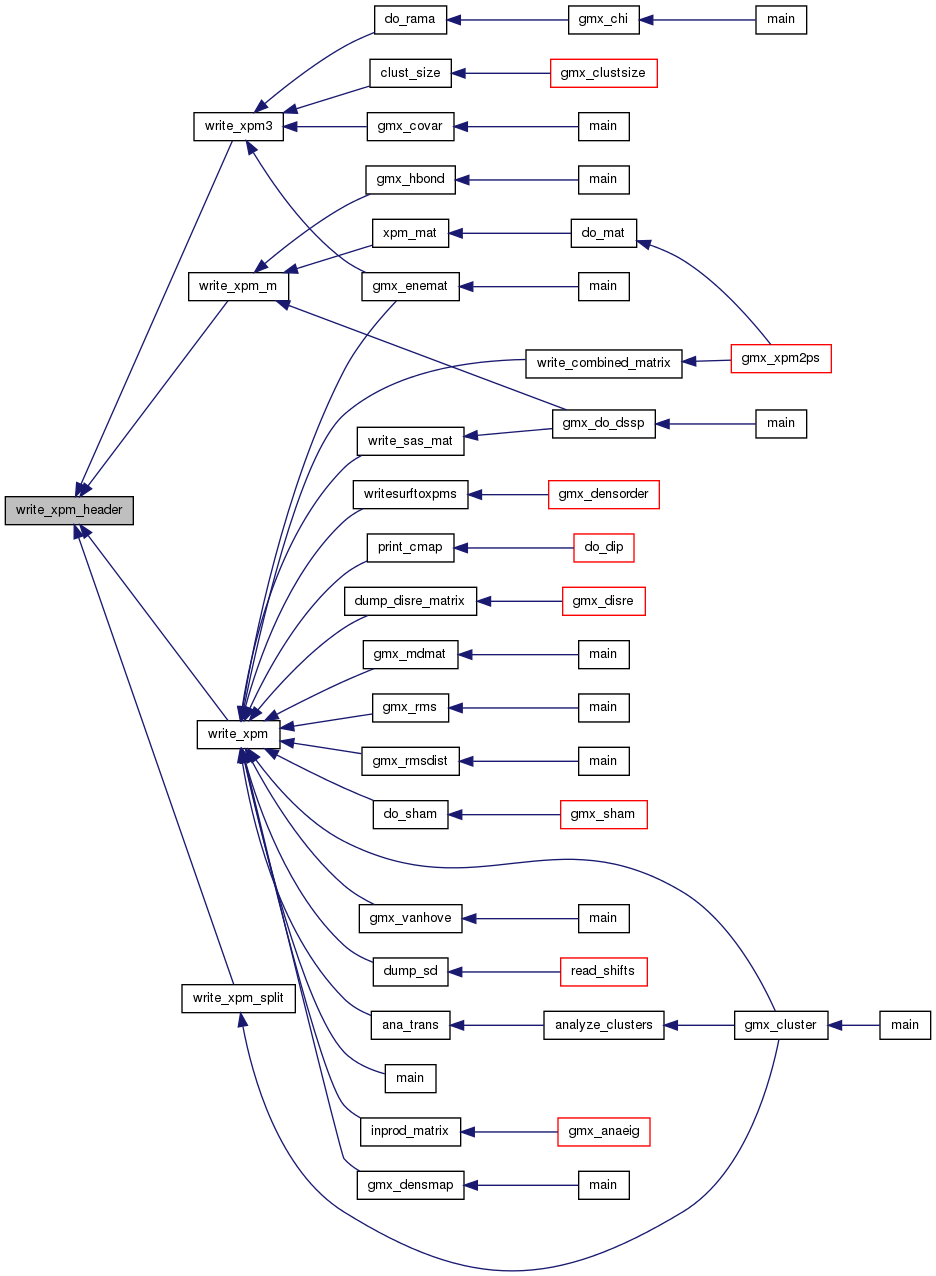 do_rama
gmx_chi
main
clust_size
gmx_clustsize
write_xpm3
gmx_covar
main
gmx_hbond
main
xpm_mat
do_mat
write_xpm_m
gmx_enemat
main
write_combined_matrix
gmx_xpm2ps
gmx_do_dssp
main
write_sas_mat
writesurftoxpms
gmx_densorder
write_xpm_header
print_cmap
do_dip
dump_disre_matrix
gmx_disre
gmx_mdmat
main
gmx_rms
main
write_xpm
gmx_rmsdist
main
do_sham
gmx_sham
gmx_vanhove
main
dump_sd
read_shifts
write_xpm_split
ana_trans
analyze_clusters
gmx_cluster
main
main
inprod_matrix
gmx_anaeig
gmx_densmap
main